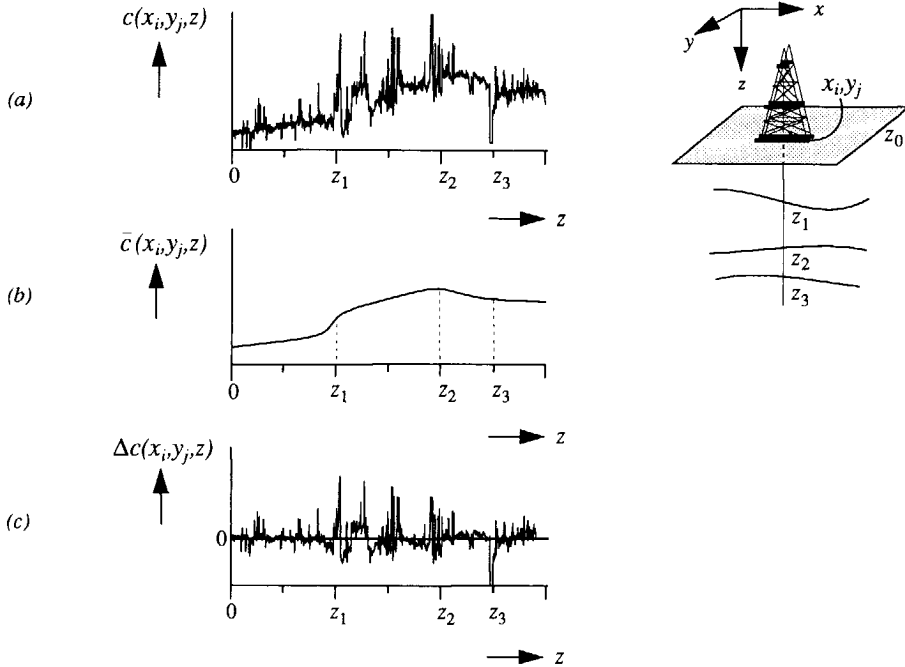 c(x_i,y_j,z)
(a)
0 z_1 z_2 z_3
z
c̄(x_i,y_j,z)
(b)
0 z_1 z_2 z_3
z
Δc(x_i,y_j,z)
(c)
0
0 z_1 z_2 z_3
z
x
y
z
x_i,y_j
z_0
z_1
z_2
z_3